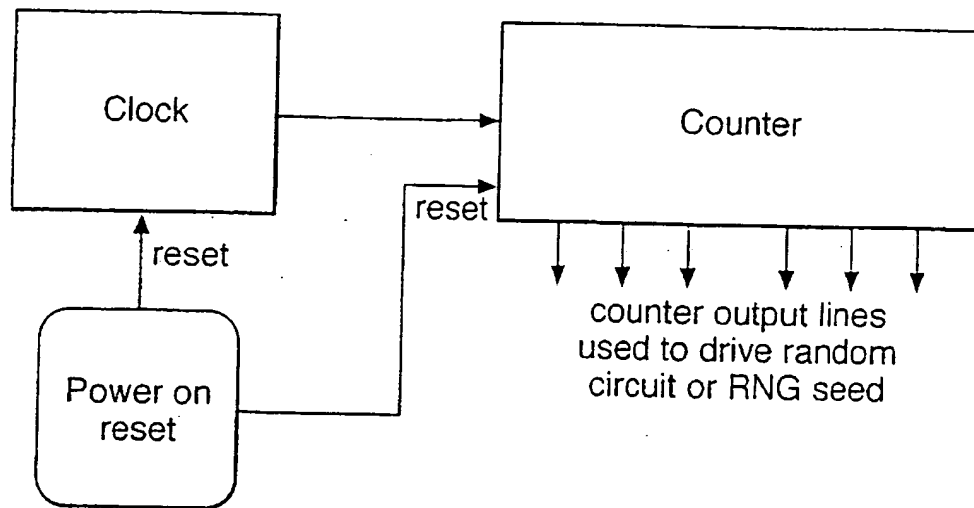 Clock
Counter
reset
reset
Power on
reset
counter output lines
used to drive random
circuit or RNG seed